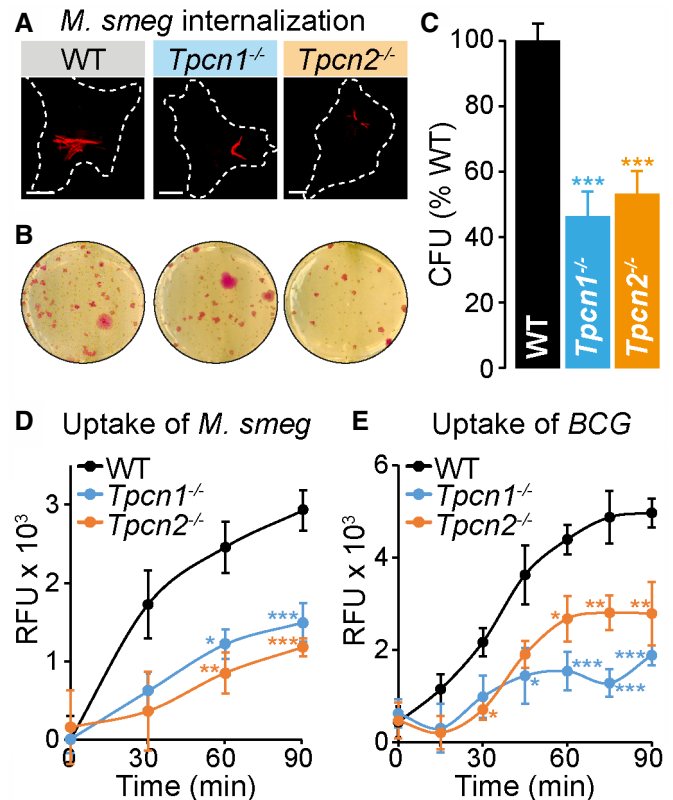 A M. smeg internalization
WT Tpcn1-/- Tpcn2-/-
B
C
CFU (% WT)
100
80
60
40
20
0
***
***
WT
Tpcn1-/-
Tpcn2-/-
D Uptake of M. smeg
WT
Tpcn1-/-
Tpcn2-/-
RFU x 10³
3
2
1
0
*
***
**
***
0 30 60 90
Time (min)
E Uptake of BCG
WT
Tpcn1-/-
Tpcn2-/-
RFU x 10³
6
4
2
0
*
**
**
*
*
***
***
***
0 30 60 90
Time (min)